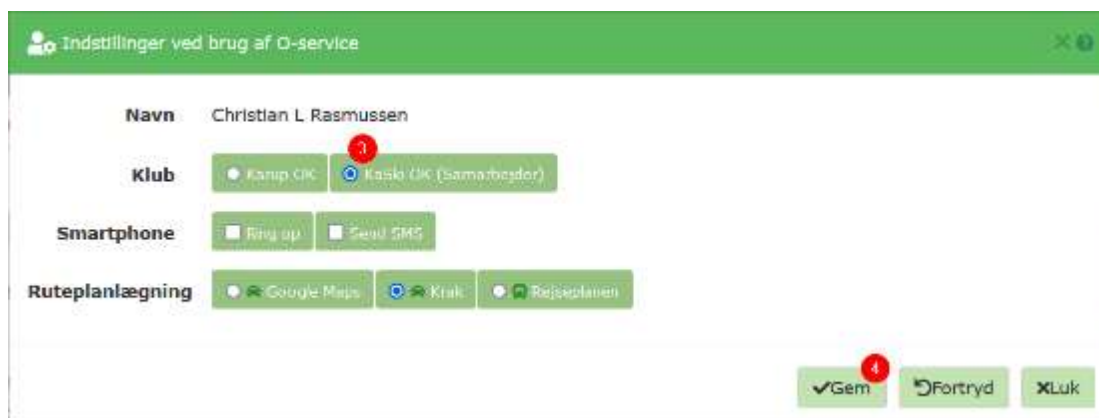 Indstillinger ved brug af O-service
Navn Christian L Rasmussen
3
Klub Karup OK KaSki OK (Samarbejder)
Smartphone Ring op Send SMS
Ruteplanlægning Google Maps Krak Rejseplanen
4
Gem Fortryd Luk